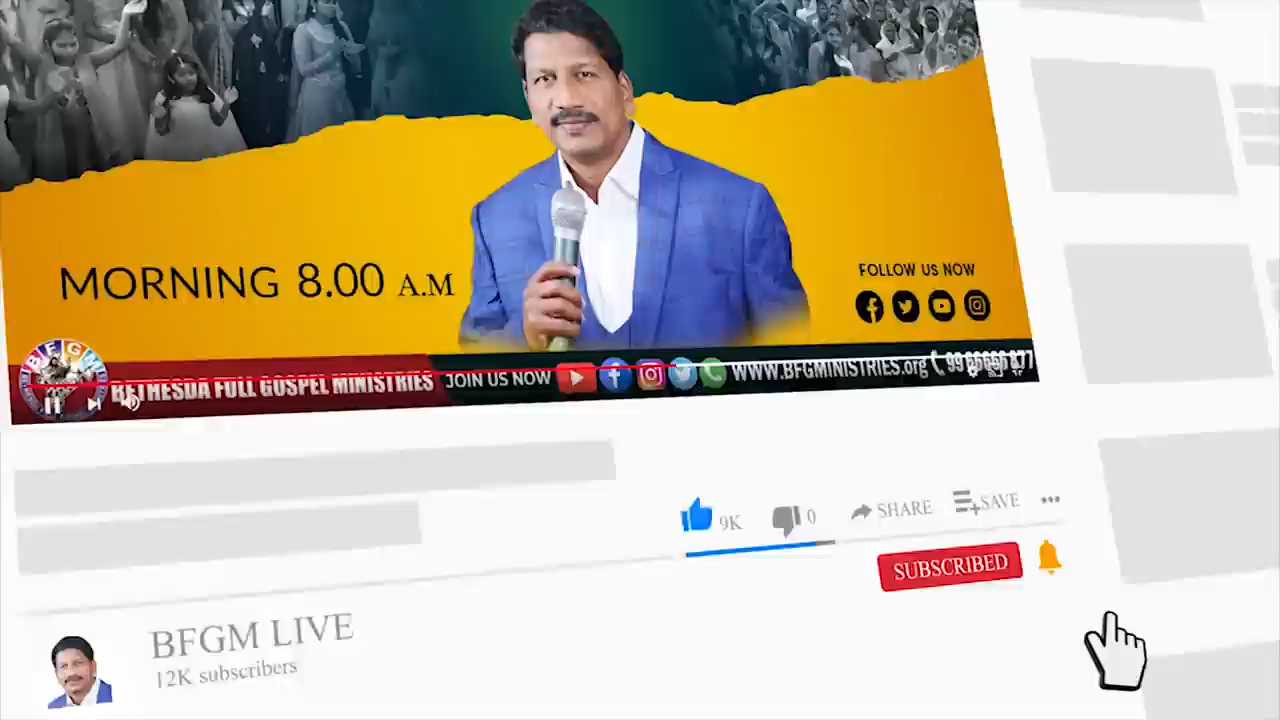 MORNING 8.00 A.M
FOLLOW US NOW
BFGM
BETHESDA FULL GOSPEL MINISTRIES JOIN US NOW WWW.BFGMINISTRIES.org
9K 0 SHARE SAVE
SUBSCRIBED
BFGM LIVE
12K subscribers